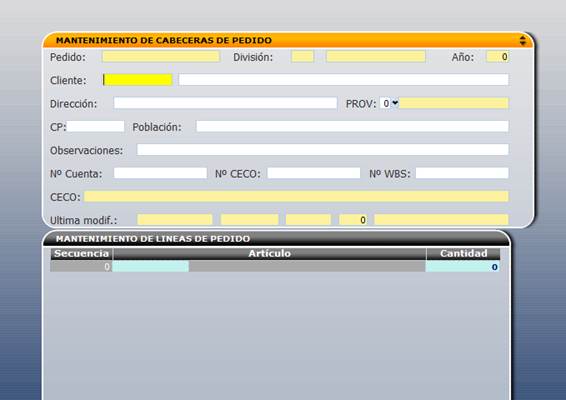 MANTENIMIENTO DE CABECERAS DE PEDIDO
Pedido: División: Año: 0
Cliente:
Dirección: PROV: 0
CP: Población:
Observaciones:
Nº Cuenta: Nº CECO: Nº WBS:
CECO:
Ultima modif.: 0
MANTENIMIENTO DE LINEAS DE PEDIDO
Secuencia Artículo Cantidad
0 0